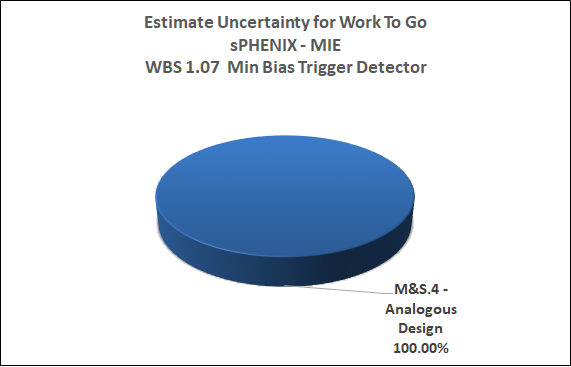 Estimate Uncertainty for Work To Go
sPHENIX - MIE
WBS 1.07  Min Bias Trigger Detector
M&S.4 -
Analogous
Design
100.00%